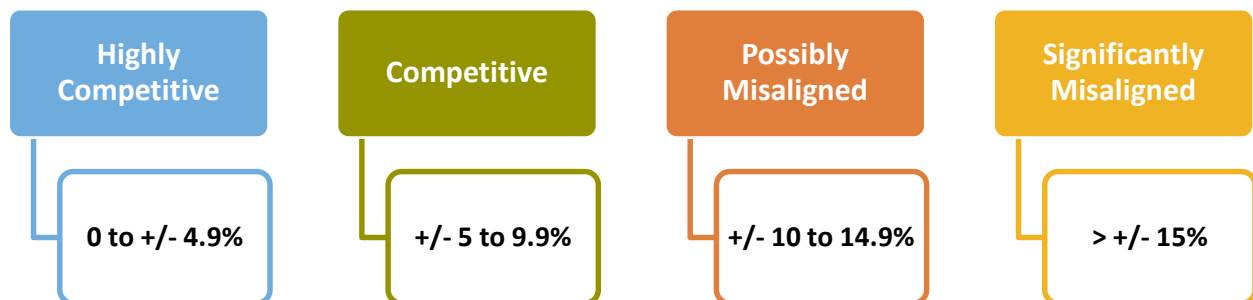 Highly
Competitive
0 to +/- 4.9%
Competitive
+/- 5 to 9.9%
Possibly
Misaligned
+/- 10 to 14.9%
Significantly
Misaligned
> +/- 15%